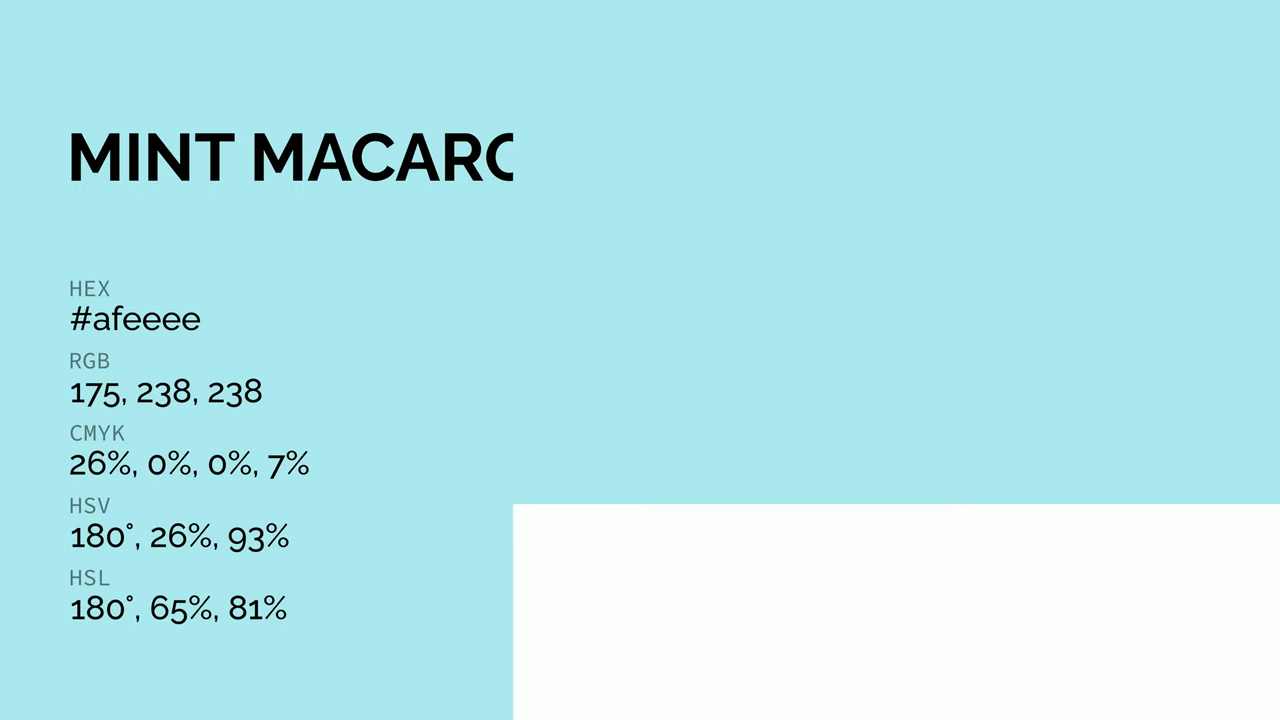 MINT MACARO
HEX
#afeeee
RGB
175, 238, 238
CMYK
26%, 0%, 0%, 7%
HSV
180°, 26%, 93%
HSL
180°, 65%, 81%